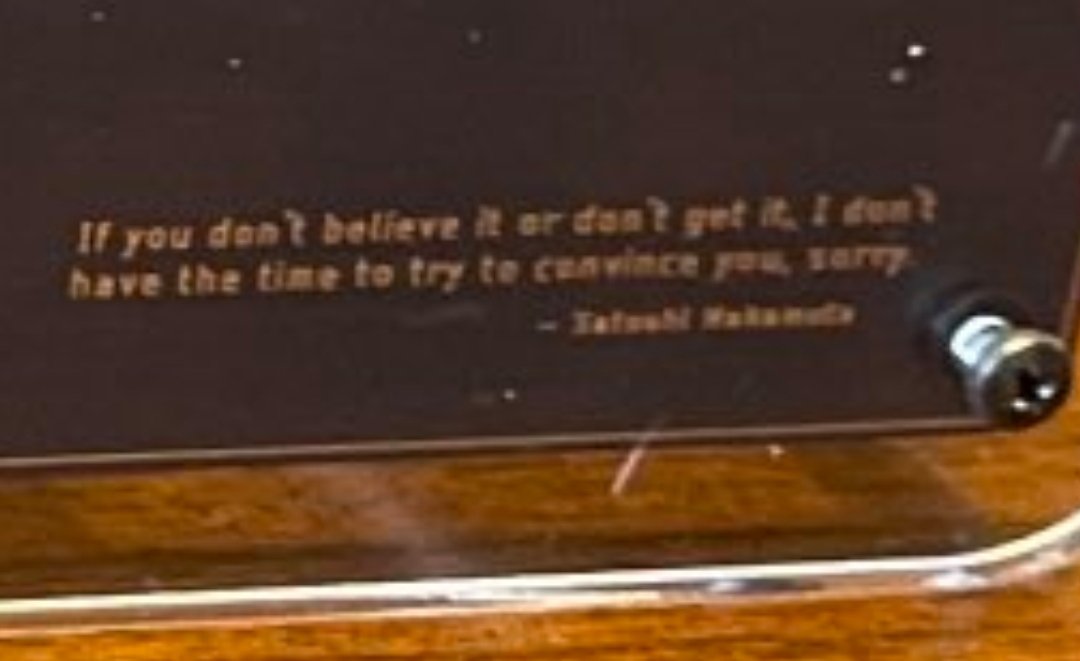 If you don't believe it or don't get it, I don't
have the time to try to convince you, sorry.
– Satoshi Nakamoto